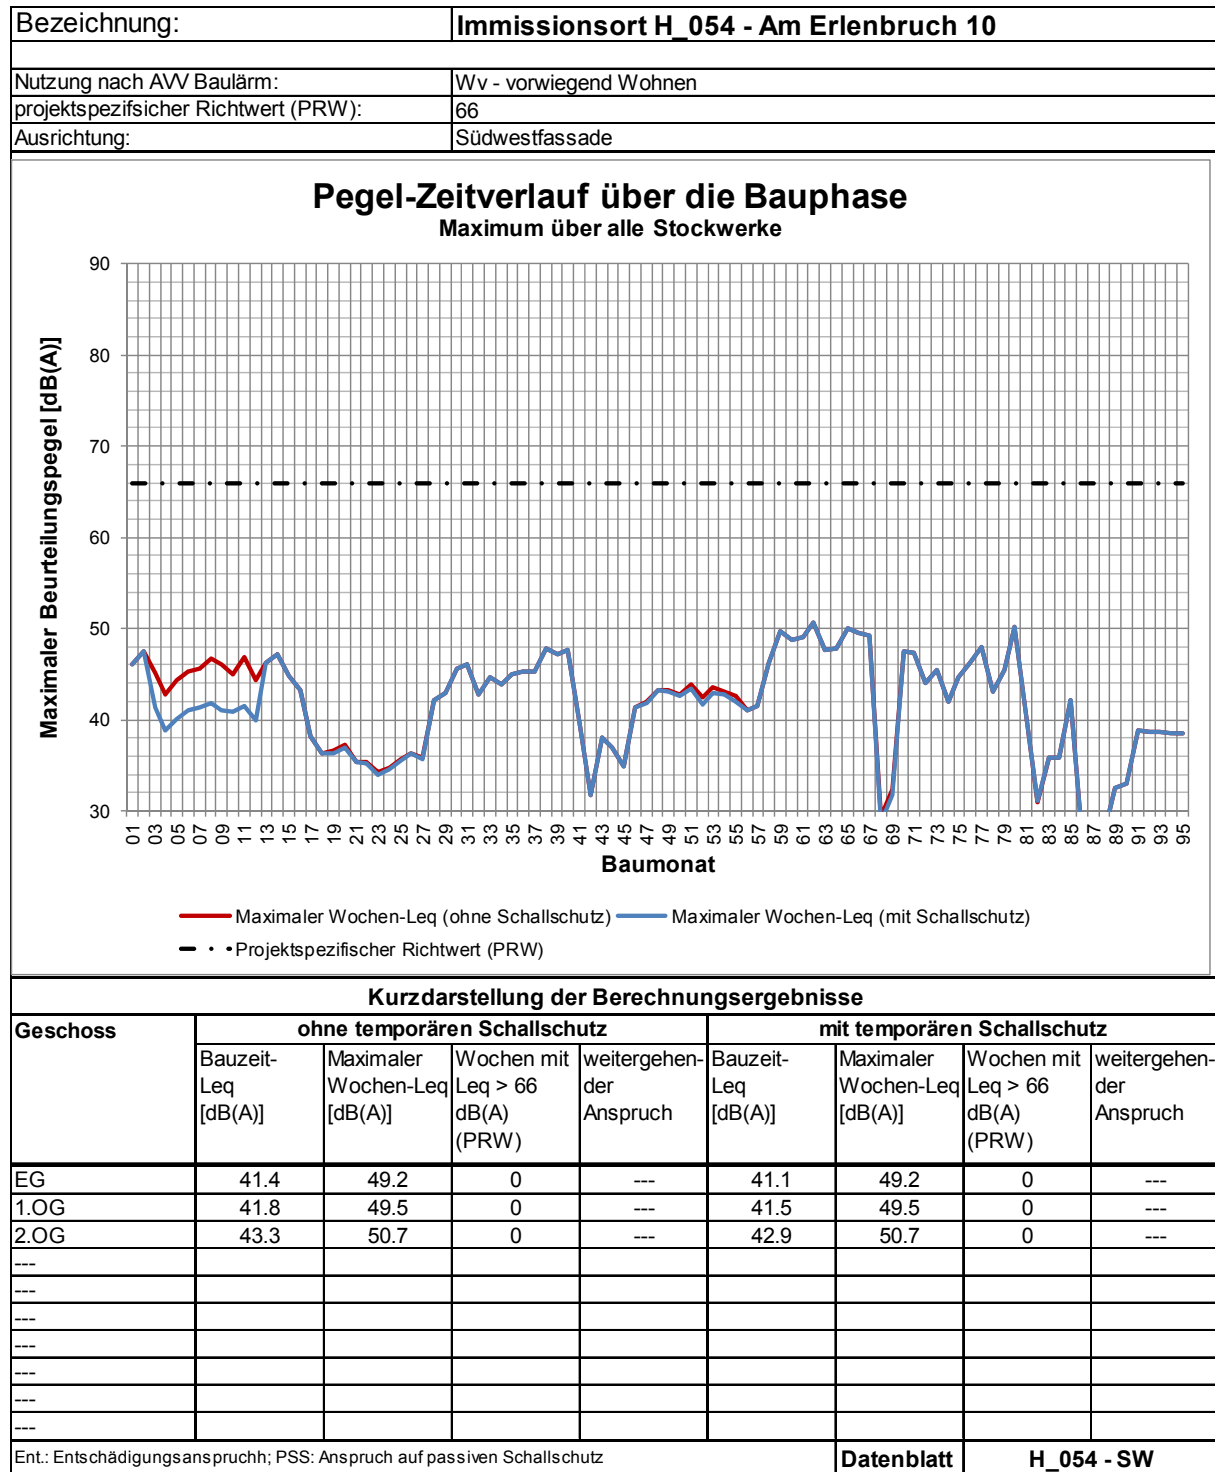 Bezeichnung: Immissionsort H_054 - Am Erlenbruch 10
Nutzung nach AVV Baulärm: Wv - vorwiegend Wohnen
projektspezifsicher Richtwert (PRW): 66
Ausrichtung: Südwestfassade
Pegel-Zeitverlauf über die Bauphase
Maximum über alle Stockwerke
Maximaler Beurteilungspegel [dB(A)]
90
80
70
60
50
40
30
01 03 05 07 09 11 13 15 17 19 21 23 25 27 29 31 33 35 37 39 41 43 45 47 49 51 53 55 57 59 61 63 65 67 69 71 73 75 77 79 81 83 85 87 89 91 93 95
Baumonat
Maximaler Wochen-Leq (ohne Schallschutz) Maximaler Wochen-Leq (mit Schallschutz)
Projektspezifischer Richtwert (PRW)
Kurzdarstellung der Berechnungsergebnisse
Geschoss ohne temporären Schallschutz mit temporären Schallschutz
Bauzeit- Maximaler Wochen mit weitergehen- Bauzeit- Maximaler Wochen mit weitergehen-
Leq Wochen-Leq Leq > 66 der Leq Wochen-Leq Leq > 66 der
[dB(A)] [dB(A)] dB(A) Anspruch [dB(A)] [dB(A)] dB(A) Anspruch
(PRW) (PRW)
EG 41.4 49.2 0 --- 41.1 49.2 0 ---
1.OG 41.8 49.5 0 --- 41.5 49.5 0 ---
2.OG 43.3 50.7 0 --- 42.9 50.7 0 ---
---
---
---
---
---
---
---
Ent.: Entschädigungsanspruchh; PSS: Anspruch auf passiven Schallschutz Datenblatt H_054 - SW